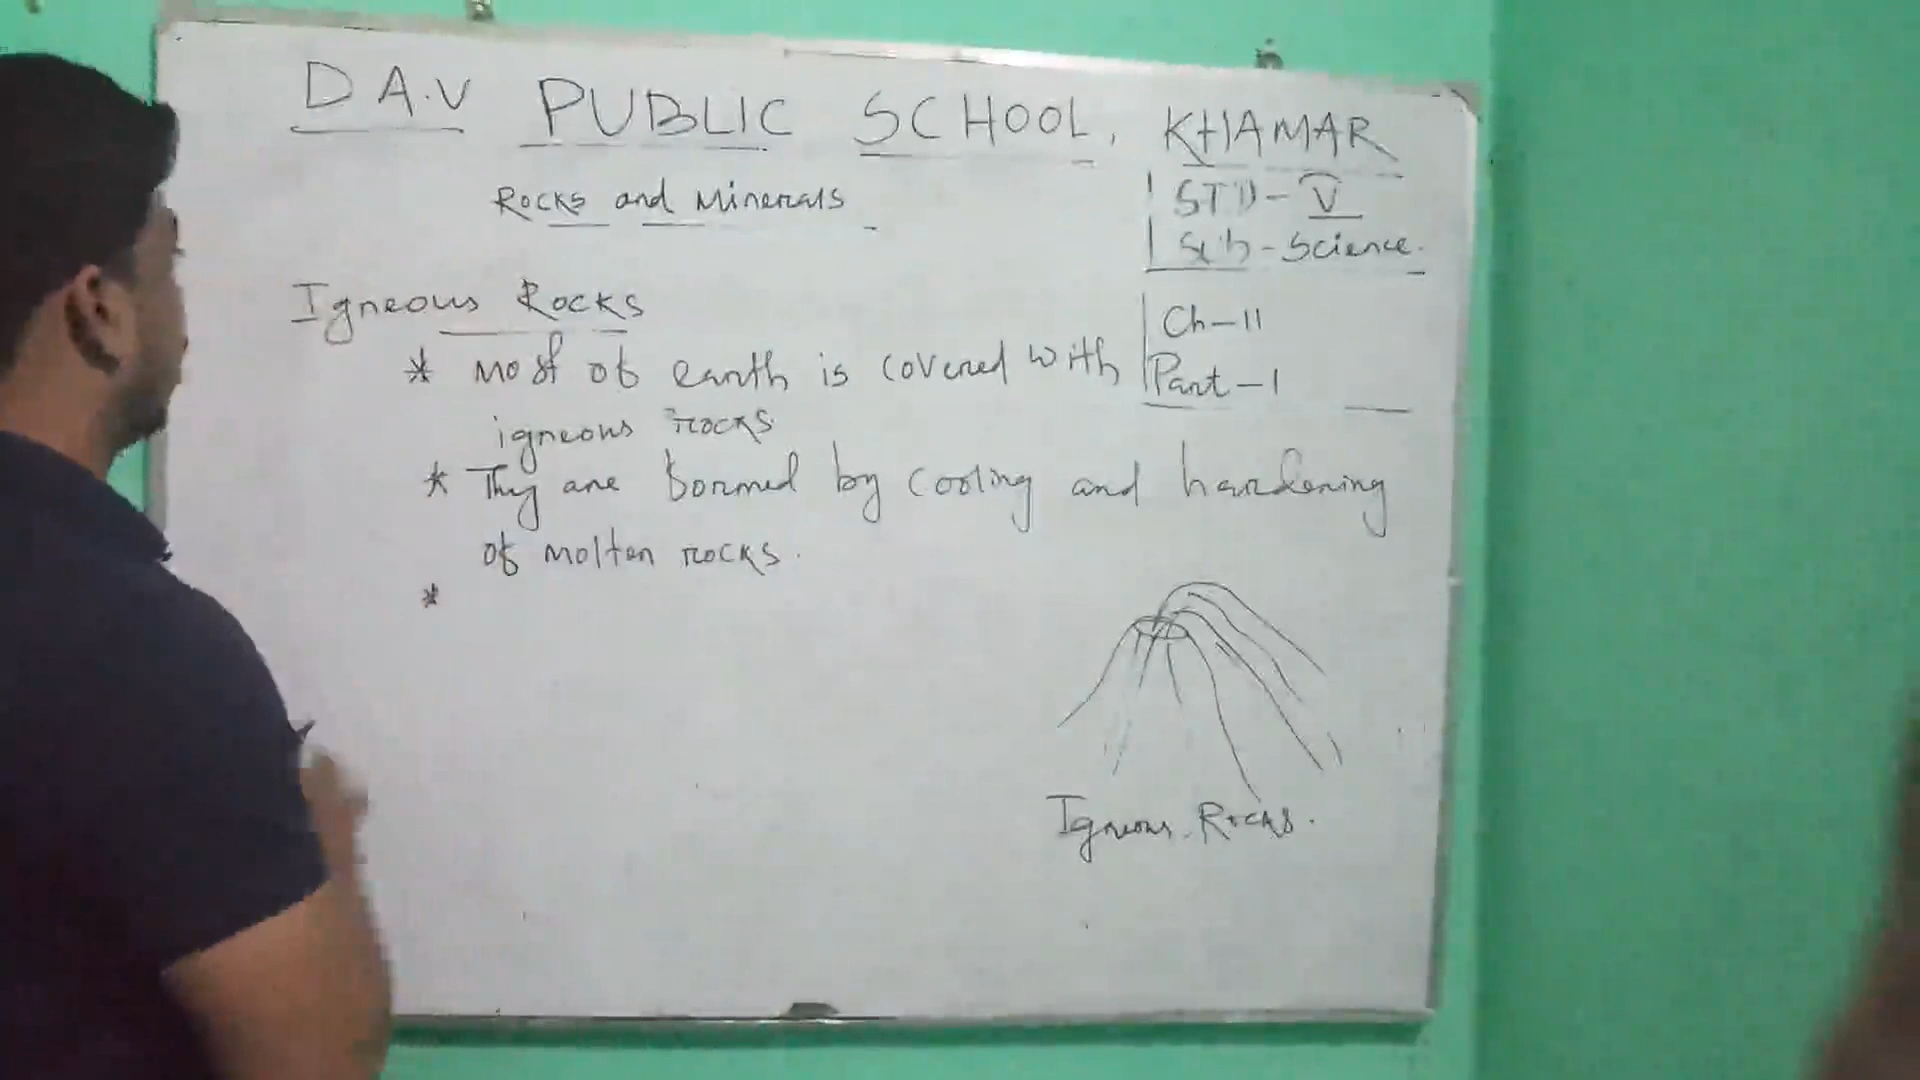 D A.V PUBLIC SCHOOL, KHAMAR
Rocks and Minerals
STD - V
Sub - Science.
Ch - 11
Part - 1
Igneous Rocks
* Most of earth is covered with
igneous rocks.
* They are formed by cooling and hardening
of molten rocks.
*
Igneous Rocks.